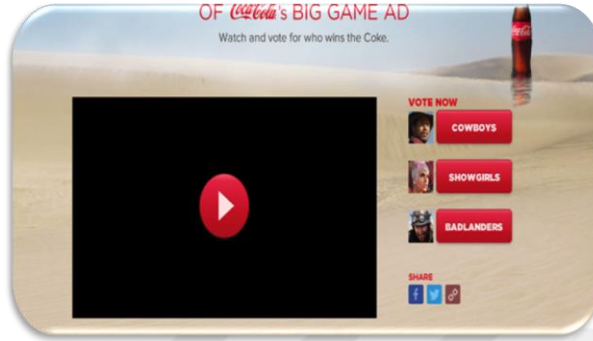 OF Coca-Cola's BIG GAME AD
Watch and vote for who wins the Coke.
VOTE NOW
COWBOYS
SHOWGIRLS
BADLANDERS
SHARE